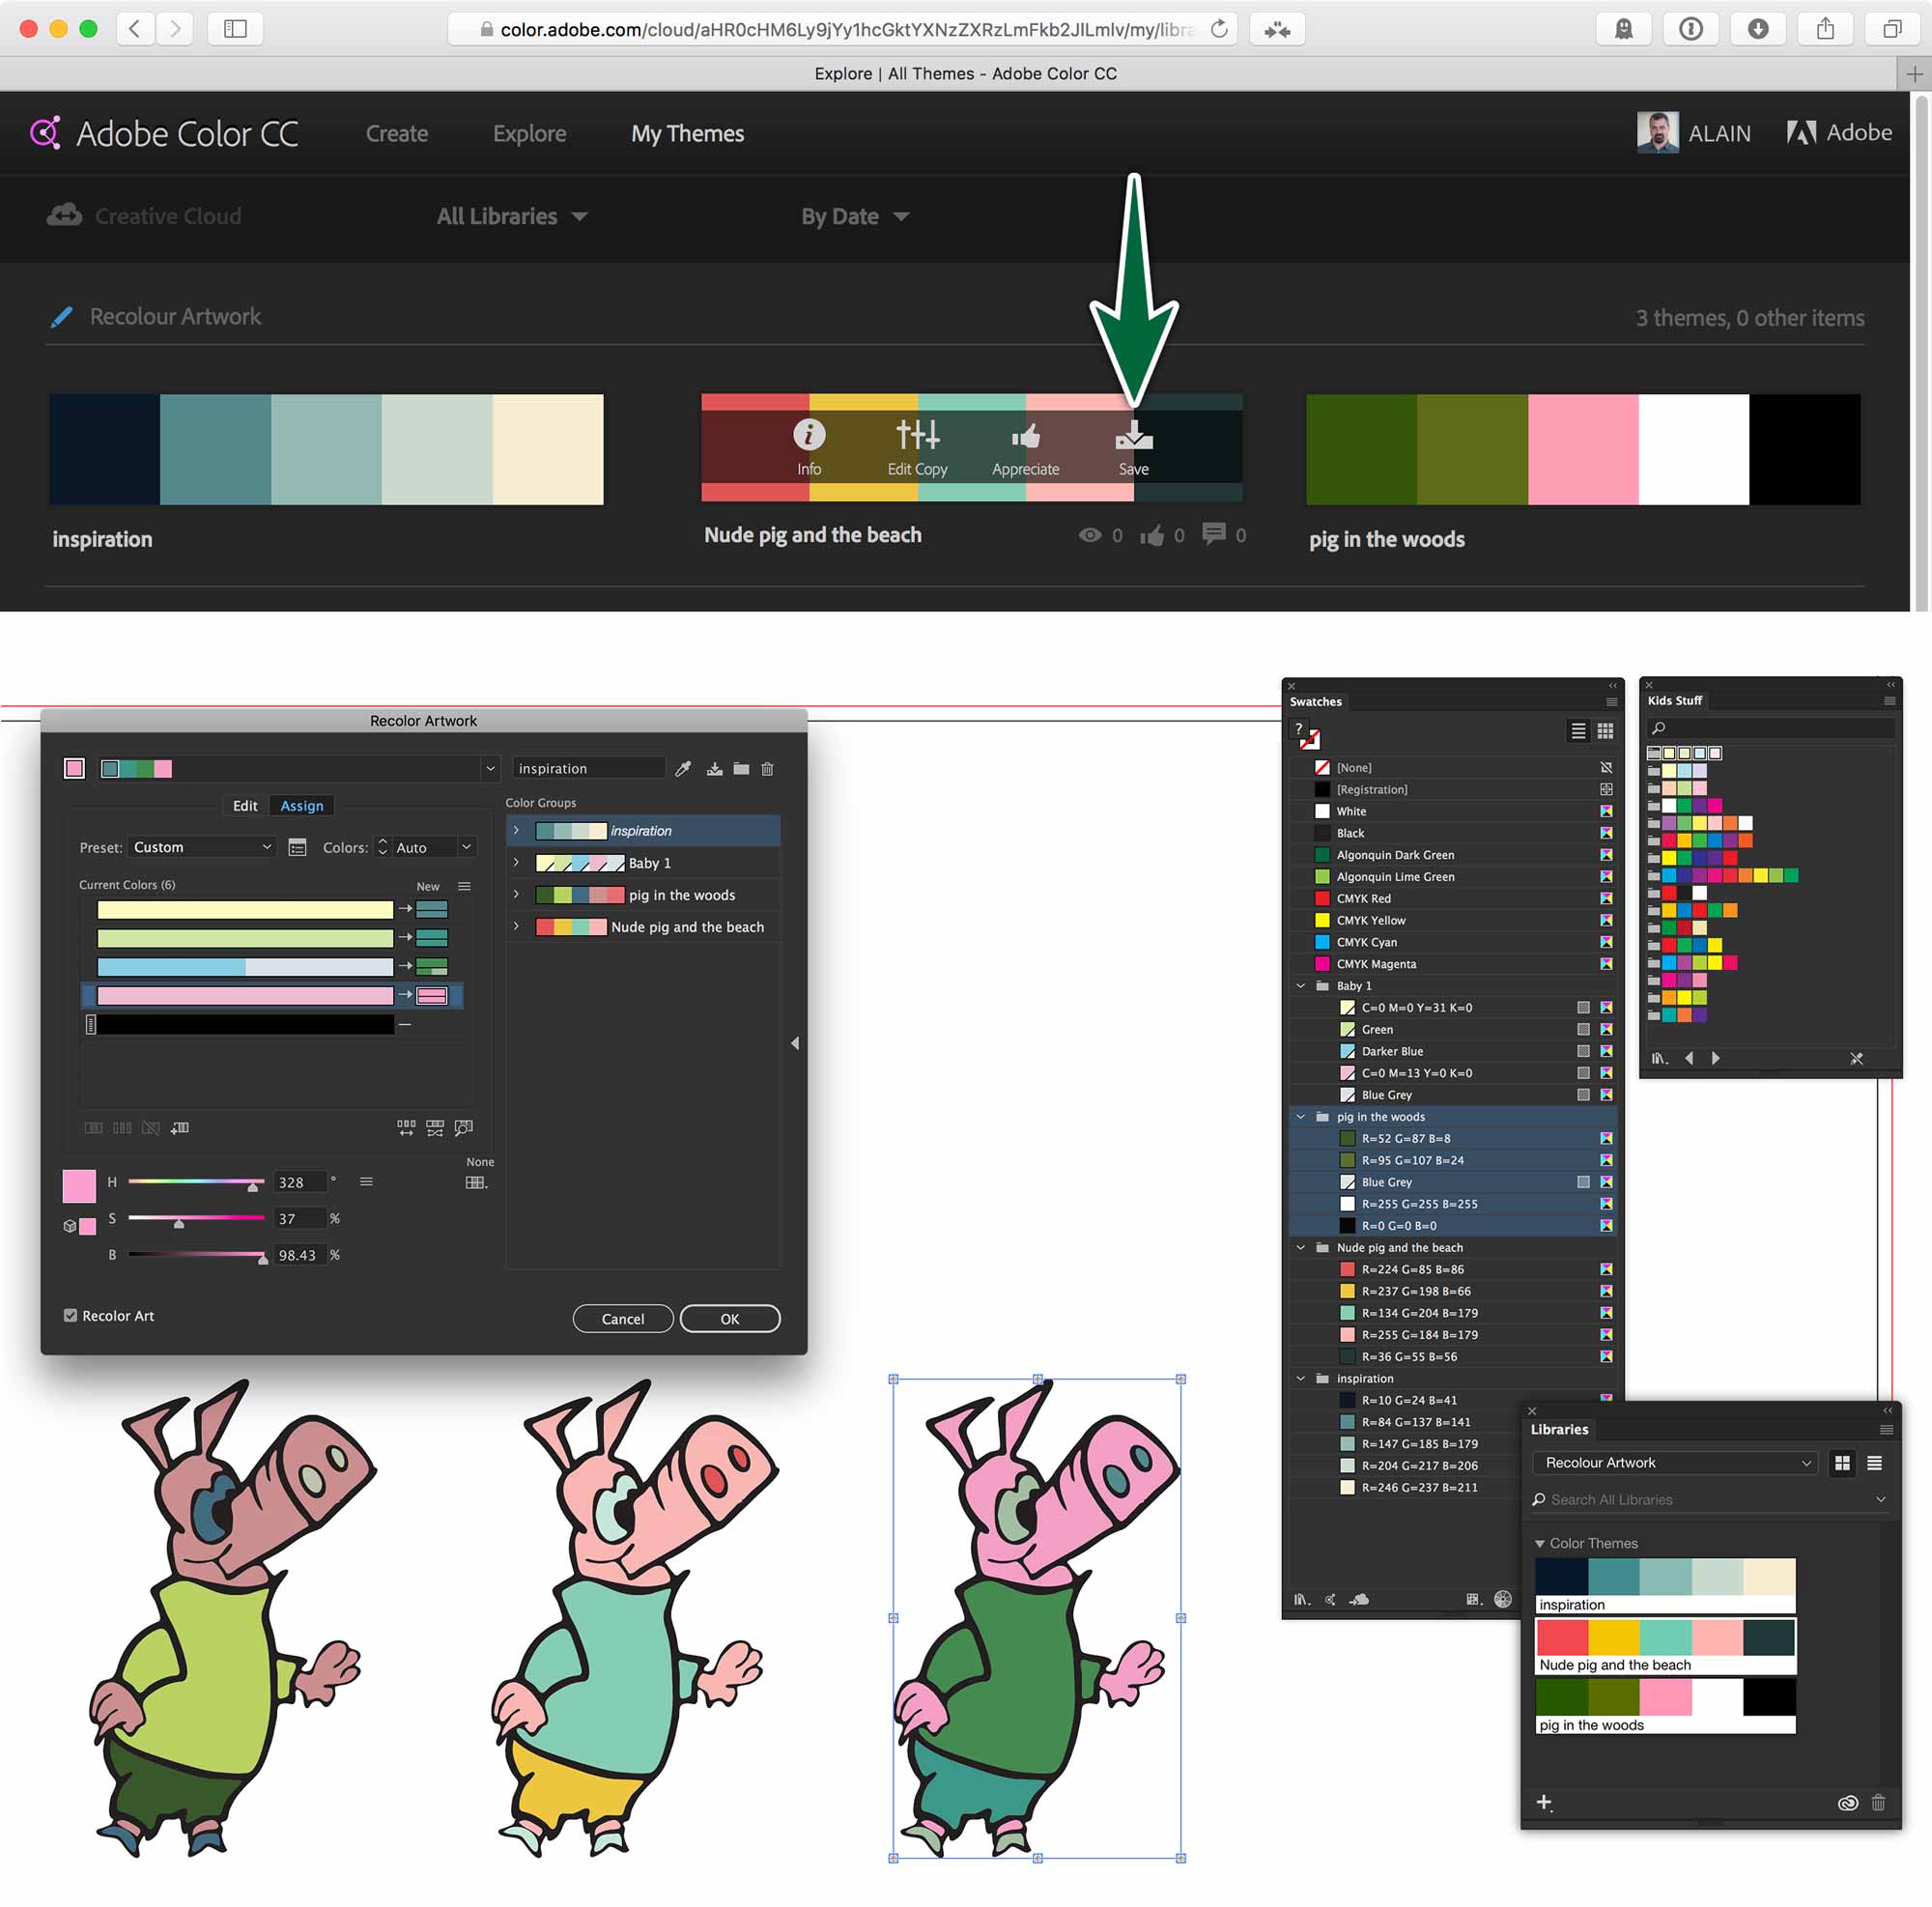 color.adobe.com/cloud/aHR0cHM6Ly9jYy1hcGktYXNzZXRzLmFkb2JlLmlv/my/libra
Explore | All Themes - Adobe Color CC
Adobe Color CC
Create
Explore
My Themes
ALAIN
Adobe
Creative Cloud
All Libraries
By Date
Recolour Artwork
3 themes, 0 other items
Info
Edit Copy
Appreciate
Save
inspiration
Nude pig and the beach
0
0
0
pig in the woods
Recolor Artwork
inspiration
Edit
Assign
Preset:
Custom
Colors:
Auto
Current Colors (6)
New
Color Groups
inspiration
Baby 1
pig in the woods
Nude pig and the beach
None
H
328
°
S
37
%
B
98.43
%
Recolor Art
Cancel
OK
Swatches
?
[None]
[Registration]
White
Black
Algonquin Dark Green
Algonquin Lime Green
CMYK Red
CMYK Yellow
CMYK Cyan
CMYK Magenta
Baby 1
C=0 M=0 Y=31 K=0
Green
Darker Blue
C=0 M=13 Y=0 K=0
Blue Grey
pig in the woods
R=52 G=87 B=8
R=95 G=107 B=24
Blue Grey
R=255 G=255 B=255
R=0 G=0 B=0
Nude pig and the beach
R=224 G=85 B=86
R=237 G=198 B=66
R=134 G=204 B=179
R=255 G=184 B=179
R=36 G=55 B=56
inspiration
R=10 G=24 B=41
R=84 G=137 B=141
R=147 G=185 B=179
R=204 G=217 B=206
R=246 G=237 B=211
Kids Stuff
Libraries
Recolour Artwork
Search All Libraries
Color Themes
inspiration
Nude pig and the beach
pig in the woods